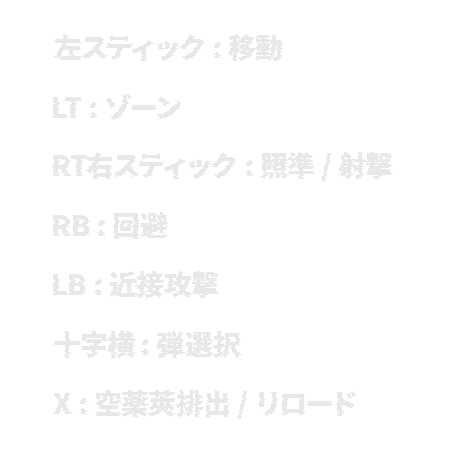 左スティック : 移動
LT : ゾーン
RT右スティック : 照準 / 射撃
RB : 回避
LB : 近接攻撃
十字横 : 弾選択
X : 空薬莢排出 / リロード